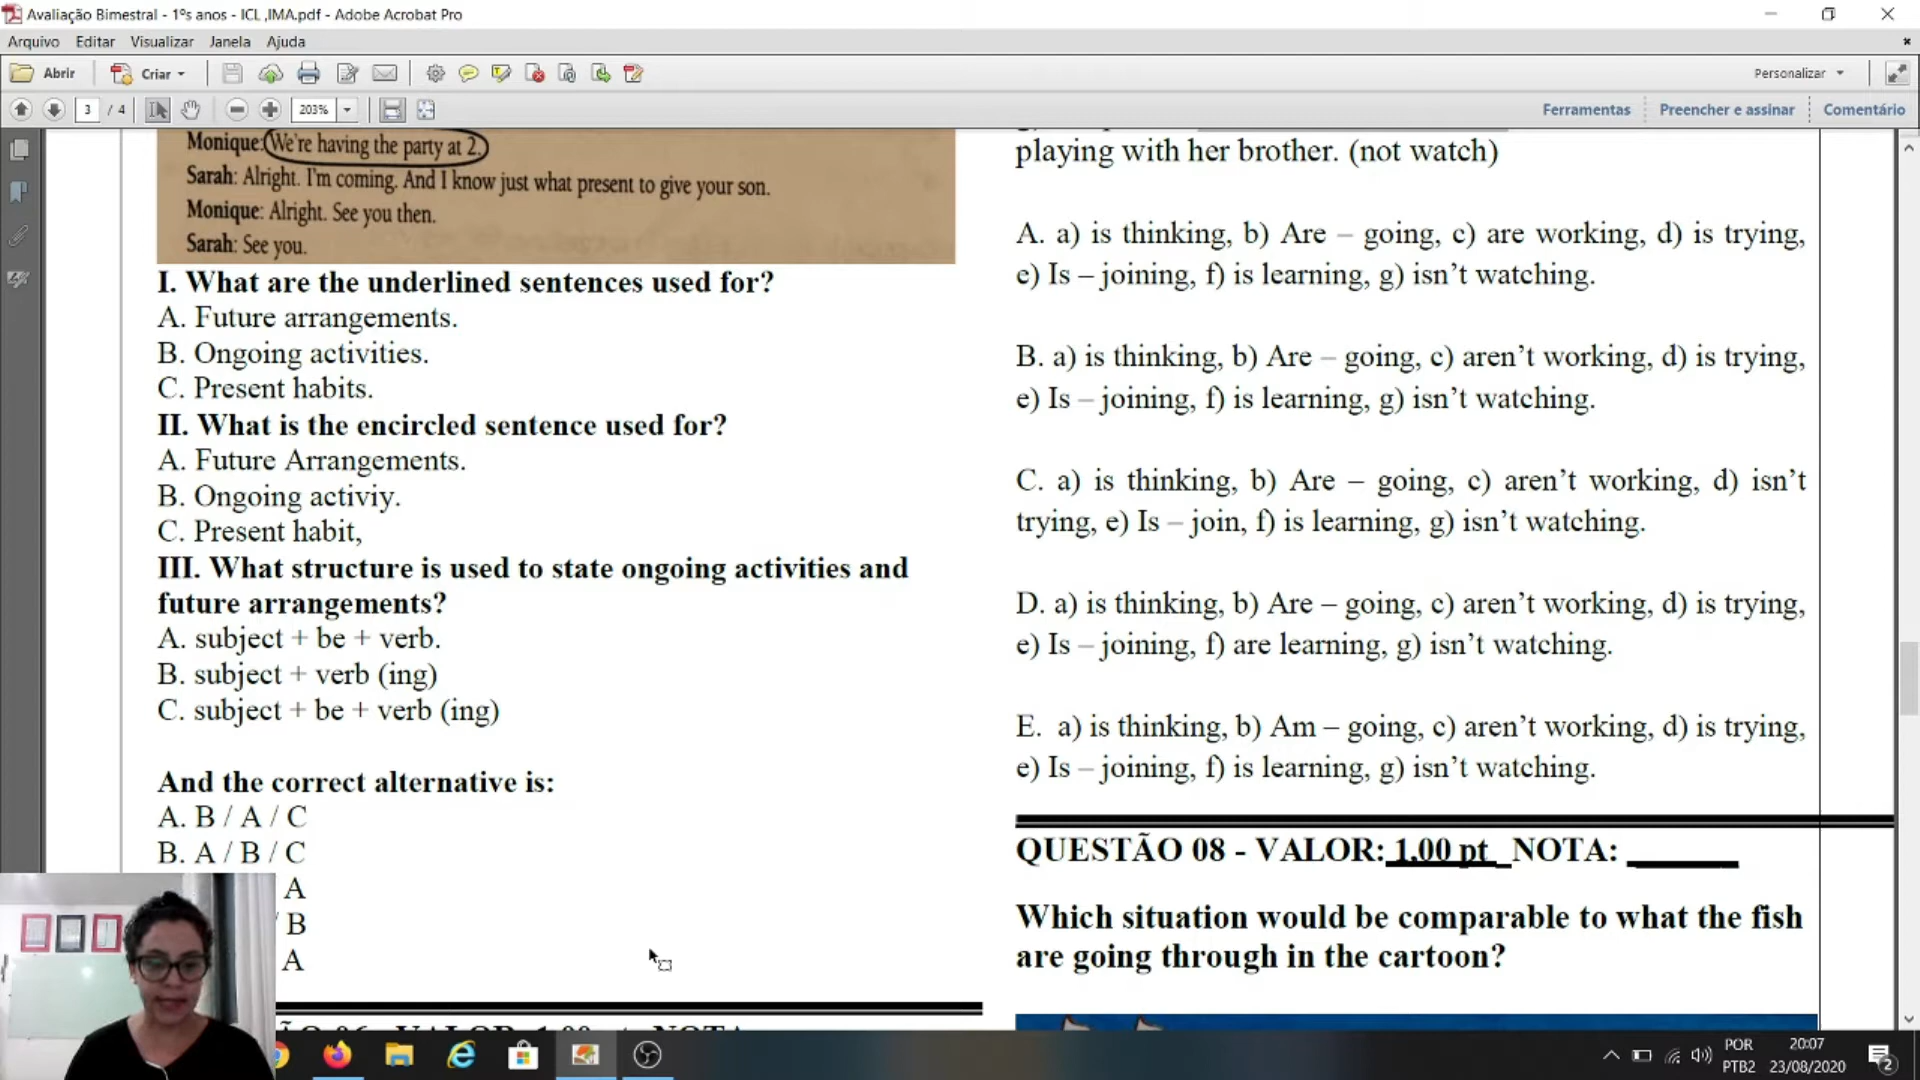 Avaliação Bimestral - 1ºs anos - ICL ,IMA.pdf - Adobe Acrobat Pro
Arquivo Editar Visualizar Janela Ajuda
Abrir Criar Personalizar
3 / 4 203% Ferramentas Preencher e assinar Comentário
Monique: We're having the party at 2.
Sarah: Alright. I'm coming. And I know just what present to give your son.
Monique: Alright. See you then.
Sarah: See you.
I. What are the underlined sentences used for?
A. Future arrangements.
B. Ongoing activities.
C. Present habits.
II. What is the encircled sentence used for?
A. Future Arrangements.
B. Ongoing activiy.
C. Present habit,
III. What structure is used to state ongoing activities and
future arrangements?
A. subject + be + verb.
B. subject + verb (ing)
C. subject + be + verb (ing)
And the correct alternative is:
A. B / A / C
B. A / B / C
A
/ B
A
playing with her brother. (not watch)
A. a) is thinking, b) Are – going, c) are working, d) is trying,
e) Is – joining, f) is learning, g) isn’t watching.
B. a) is thinking, b) Are – going, c) aren’t working, d) is trying,
e) Is – joining, f) is learning, g) isn’t watching.
C. a) is thinking, b) Are – going, c) aren’t working, d) isn’t
trying, e) Is – join, f) is learning, g) isn’t watching.
D. a) is thinking, b) Are – going, c) aren’t working, d) is trying,
e) Is – joining, f) are learning, g) isn’t watching.
E. a) is thinking, b) Am – going, c) aren’t working, d) is trying,
e) Is – joining, f) is learning, g) isn’t watching.
QUESTÃO 08 - VALOR: 1,00 pt _NOTA: _______
Which situation would be comparable to what the fish
are going through in the cartoon?
POR
PTB2
20:07
23/08/2020
2